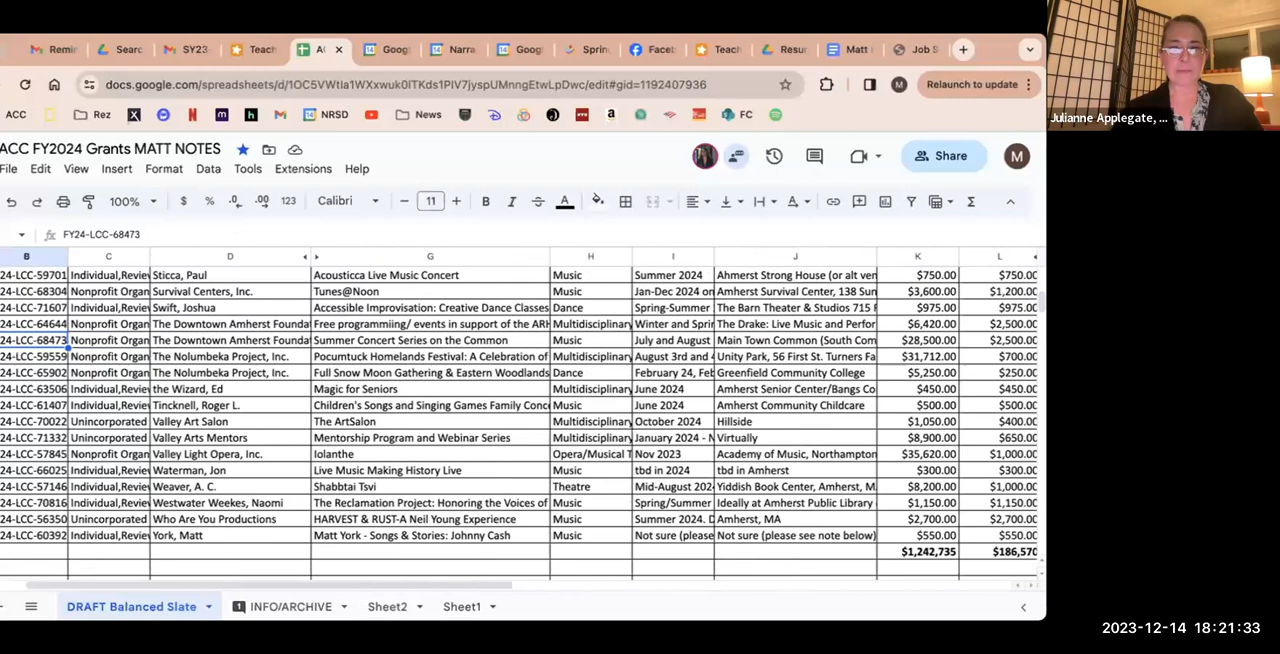 Remin Searc SY23- Teach A( Googl Narra Googl Sprin Faceb Teach Resu Matt Job S
docs.google.com/spreadsheets/d/1OC5VWtIa1WXxwuk0ITKds1PIV7jyspUMnngEtwLpDwc/edit#gid=1192407936 M Relaunch to update
ACC Rez NRSD News FC
ACC FY2024 Grants MATT NOTES Share M
File Edit View Insert Format Data Tools Extensions Help
100% $ % .0 .00 123 Calibri 11 B I A
FY24-LCC-68473
B C D G H I J K L
24-LCC-59701 Individual,Review Sticca, Paul Acousticca Live Music Concert Music Summer 2024 Ahmerst Strong House (or alt ven $750.00 $750.00
24-LCC-68304 Nonprofit Organ Survival Centers, Inc. Tunes@Noon Music Jan-Dec 2024 on Amherst Survival Center, 138 Sun $3,600.00 $1,200.00
24-LCC-71607 Individual,Review Swift, Joshua Accessible Improvisation: Creative Dance Classes Dance Spring-Summer The Barn Theater & Studios 715 $975.00 $975.00
24-LCC-64644 Nonprofit Organ The Downtown Amherst Foundat Free programmiing/ events in support of the ARH Multidisciplinary Winter and Sprir The Drake: Live Music and Perfor $6,420.00 $2,500.00
24-LCC-68473 Nonprofit Organ The Downtown Amherst Foundat Summer Concert Series on the Common Music July and August Main Town Common (South Com $28,500.00 $2,500.00
24-LCC-59559 Nonprofit Organ The Nolumbeka Project, Inc. Pocumtuck Homelands Festival: A Celebration of Multidisciplinary August 3rd and 4 Unity Park, 56 First St. Turners Fa $31,712.00 $700.00
24-LCC-65902 Nonprofit Organ The Nolumbeka Project, Inc. Full Snow Moon Gathering & Eastern Woodlands Dance February 24, Feb Greenfield Community College $5,250.00 $250.00
24-LCC-63506 Individual,Review the Wizard, Ed Magic for Seniors Multidisciplinary June 2024 Amherst Senior Center/Bangs Co $450.00 $450.00
24-LCC-61407 Individual,Review Tincknell, Roger L. Children's Songs and Singing Games Family Conc Music June 2024 Amherst Community Childcare $500.00 $500.00
24-LCC-70022 Unincorporated Valley Art Salon The ArtSalon Multidisciplinary October 2024 Hillside $1,050.00 $400.00
24-LCC-71332 Unincorporated Valley Arts Mentors Mentorship Program and Webinar Series Multidisciplinary January 2024 - N Virtually $8,900.00 $650.00
24-LCC-57845 Nonprofit Organ Valley Light Opera, Inc. Iolanthe Opera/Musical T Nov 2023 Academy of Music, Northampton $35,620.00 $1,000.00
24-LCC-66025 Individual,Review Waterman, Jon Live Music Making History Live Music tbd in 2024 tbd in Amherst $300.00 $300.00
24-LCC-57146 Individual,Review Weaver, A. C. Shabbtai Tsvi Theatre Mid-August 2024 Yiddish Book Center, Amherst, M $8,200.00 $1,000.00
24-LCC-70816 Individual,Review Westwater Weekes, Naomi The Reclamation Project: Honoring the Voices of Music Spring/Summer Ideally at Amherst Public Library $1,150.00 $1,150.00
24-LCC-56350 Unincorporated Who Are You Productions HARVEST & RUST-A Neil Young Experience Music Summer 2024. D Amherst, MA $2,700.00 $2,700.00
24-LCC-60392 Individual,Review York, Matt Matt York - Songs & Stories: Johnny Cash Music Not sure (please Not sure (please see note below) $550.00 $550.00
$1,242,735 $186,570
DRAFT Balanced Slate 1 INFO/ARCHIVE Sheet2 Sheet1
Julianne Applegate, ...
2023-12-14 18:21:33